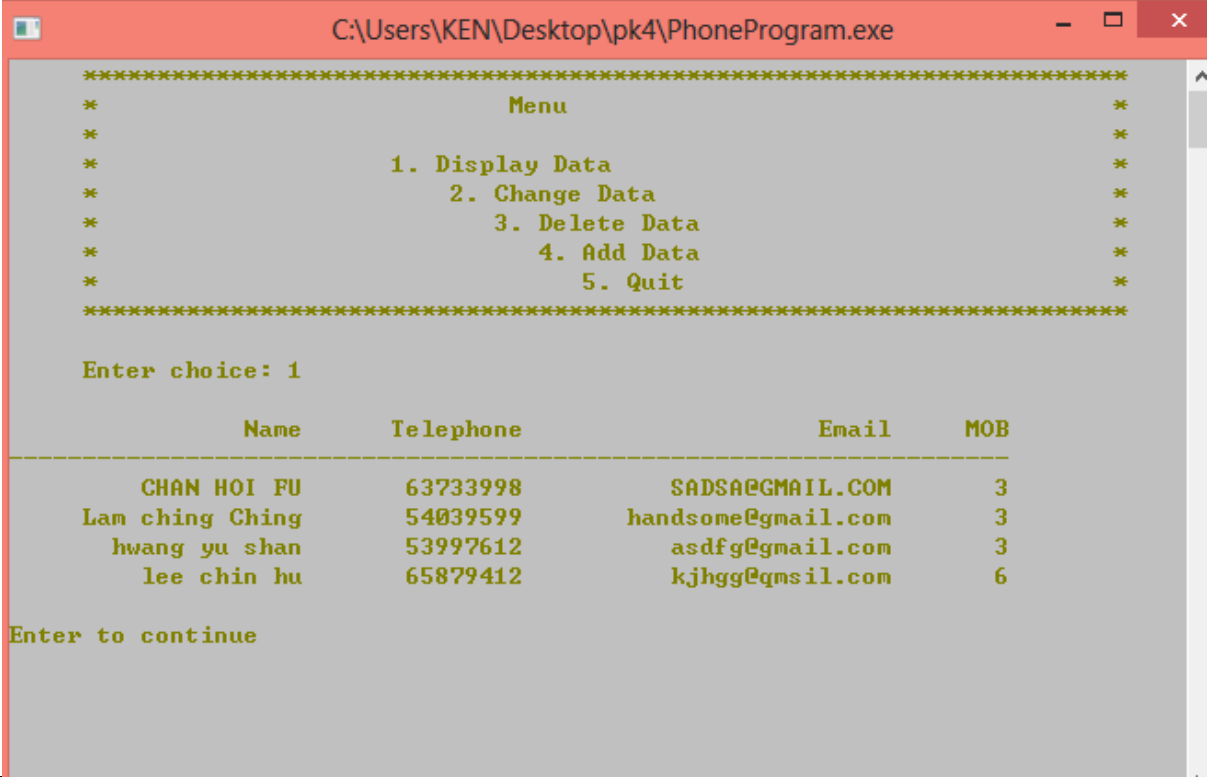 C:\Users\KEN\Desktop\pk4\PhoneProgram.exe
***********************************************************************
* Menu *
* *
* 1. Display Data *
* 2. Change Data *
* 3. Delete Data *
* 4. Add Data *
* 5. Quit *
***********************************************************************
Enter choice: 1
Name Telephone Email MOB
--------------------------------------------------------------------
CHAN HOI FU 63733998 SADSA@GMAIL.COM 3
Lam ching Ching 54039599 handsome@gmail.com 3
hwang yu shan 53997612 asdfg@gmail.com 3
lee chin hu 65879412 kjhgg@qmsil.com 6
Enter to continue